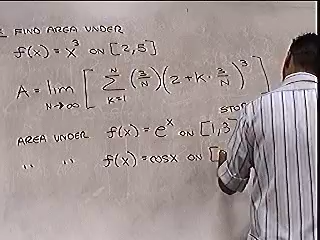 FIND AREA UNDER
f(x) = x³ ON [2,5]
A = lim N→∞ [ N Σ k=1 (3/N)(2+k·3/N)³ ]
STOP
AREA UNDER f(x) = eˣ ON [1,3]
" " f(x) = cosx ON [